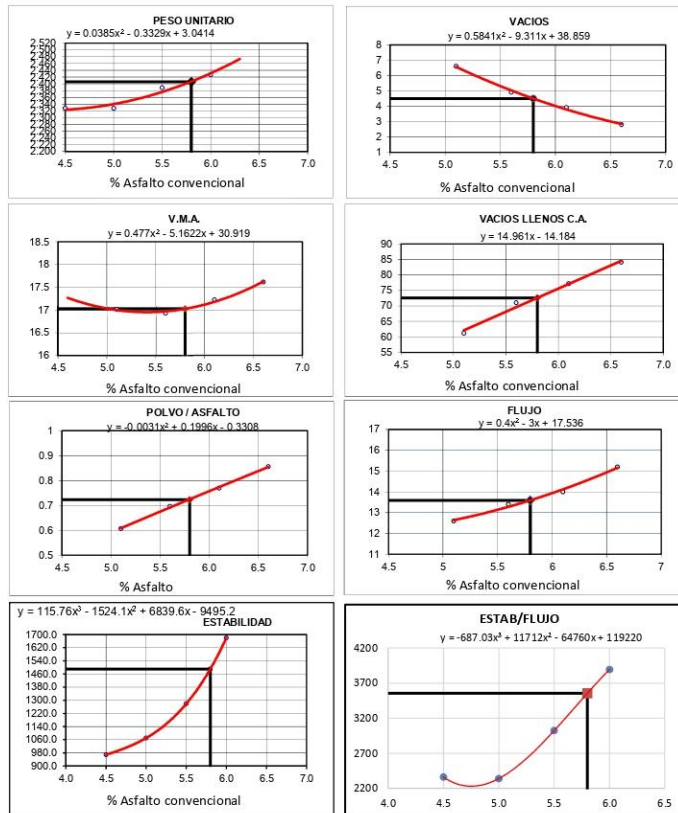 PESO UNITARIO
y = 0.0385x² - 0.3329x + 3.0414
2.520
2.500
2.480
2.460
2.440
2.420
2.400
2.380
2.360
2.340
2.320
2.300
2.280
2.260
2.240
2.220
2.200
4.5 5.0 5.5 6.0 6.5 7.0
% Asfalto convencional
VACIOS
y = 0.5841x² - 9.311x + 38.859
8
7
6
5
4
3
2
1
4.5 5.0 5.5 6.0 6.5 7.0
% Asfalto convencional
V.M.A.
y = 0.477x² - 5.1622x + 30.919
18.5
18
17.5
17
16.5
16
4.5 5.0 5.5 6.0 6.5 7.0
% Asfalto convencional
VACIOS LLENOS C.A.
y = 14.961x - 14.184
90
85
80
75
70
65
60
55
4.5 5.0 5.5 6.0 6.5 7.0
% Asfalto convencional
POLVO / ASFALTO
y = -0.0031x² + 0.1996x - 0.3308
1
0.9
0.8
0.7
0.6
0.5
4.5 5.0 5.5 6.0 6.5 7.0
% Asfalto
FLUJO
y = 0.4x² - 3x + 17.536
17
16
15
14
13
12
11
4.5 5.0 5.5 6.0 6.5 7
% Asfalto convencional
y = 115.76x³ - 1524.1x² + 6839.6x - 9495.2
ESTABILIDAD
1700.0
1620.0
1540.0
1460.0
1380.0
1300.0
1220.0
1140.0
1060.0
980.0
900.0
4.0 4.5 5.0 5.5 6.0 6.5 7.0
% Asfalto convencional
ESTAB/FLUJO
y = -687.03x³ + 11712x² - 64760x + 119220
4200
3700
3200
2700
2200
4.0 4.5 5.0 5.5 6.0 6.5